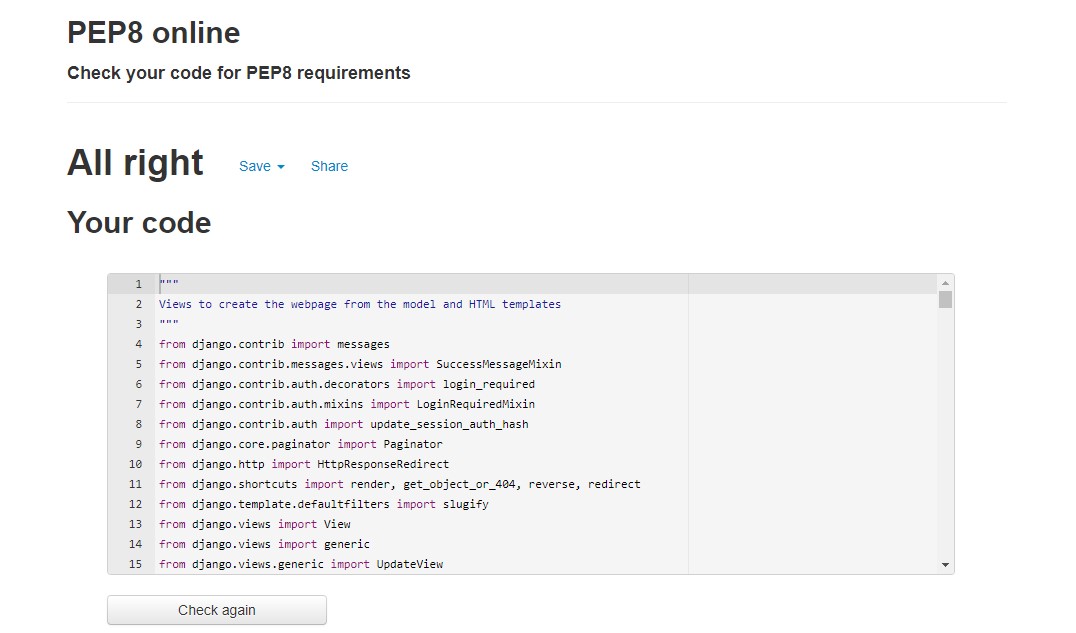 PEP8 online
Check your code for PEP8 requirements
All right Save Share
Your code
1 """
2 Views to create the webpage from the model and HTML templates
3 """
4 from django.contrib import messages
5 from django.contrib.messages.views import SuccessMessageMixin
6 from django.contrib.auth.decorators import login_required
7 from django.contrib.auth.mixins import LoginRequiredMixin
8 from django.contrib.auth import update_session_auth_hash
9 from django.core.paginator import Paginator
10 from django.http import HttpResponseRedirect
11 from django.shortcuts import render, get_object_or_404, reverse, redirect
12 from django.template.defaultfilters import slugify
13 from django.views import View
14 from django.views import generic
15 from django.views.generic import UpdateView
Check again